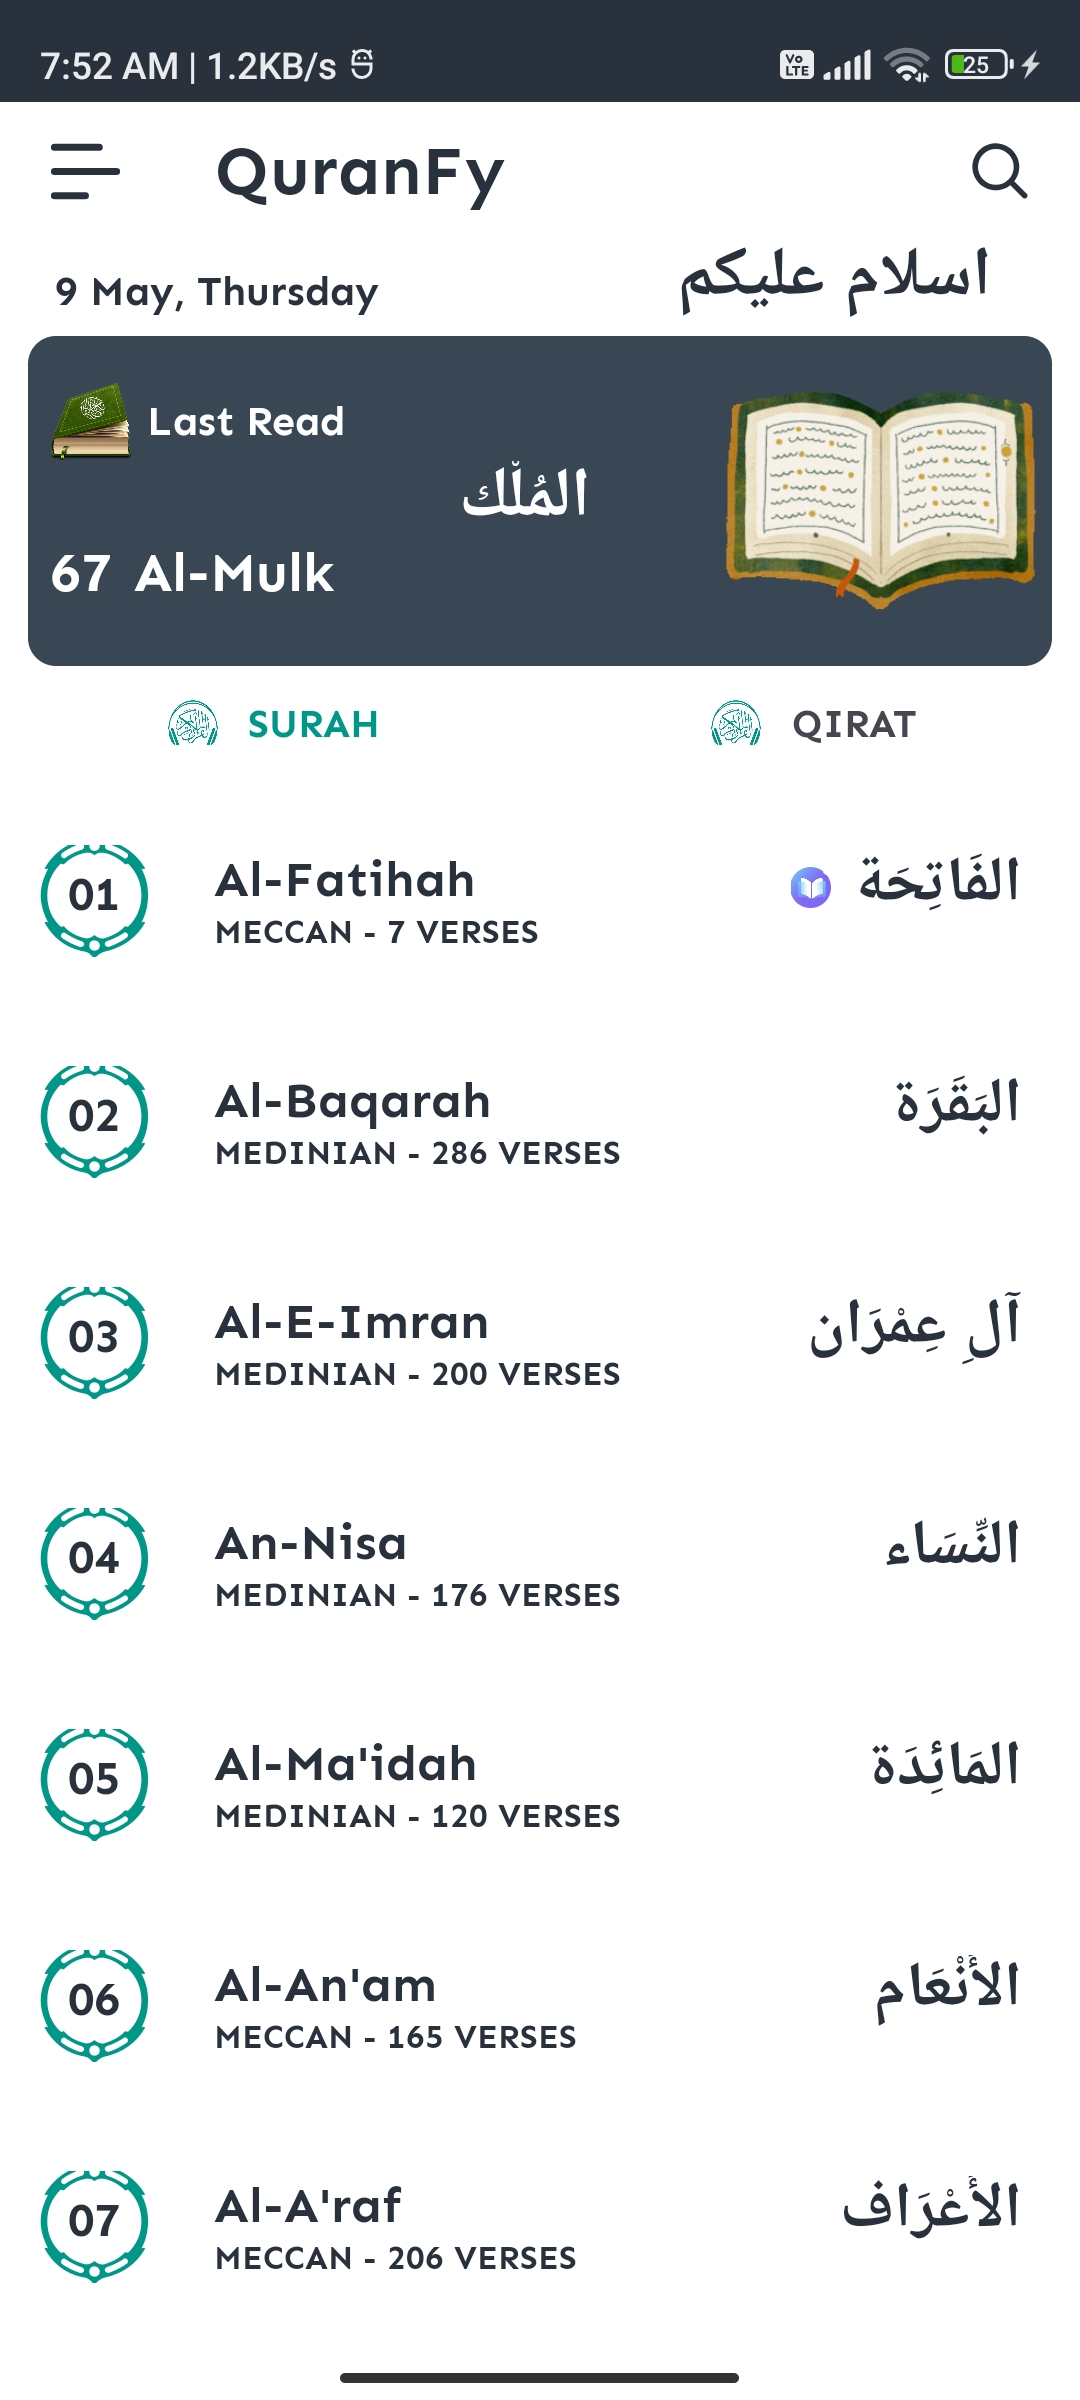 7:52 AM | 1.2KB/s
Vo LTE
25
QuranFy
9 May, Thursday
اسلام عليكم
Last Read
المُلْك
67 Al-Mulk
SURAH
QIRAT
01
Al-Fatihah
الفَاتِحَة
MECCAN - 7 VERSES
02
Al-Baqarah
البَقَرَة
MEDINIAN - 286 VERSES
03
Al-E-Imran
آلِ عِمْرَان
MEDINIAN - 200 VERSES
04
An-Nisa
النِّسَاء
MEDINIAN - 176 VERSES
05
Al-Ma'idah
المَائِدَة
MEDINIAN - 120 VERSES
06
Al-An'am
الأَنْعَام
MECCAN - 165 VERSES
07
Al-A'raf
الأَعْرَاف
MECCAN - 206 VERSES